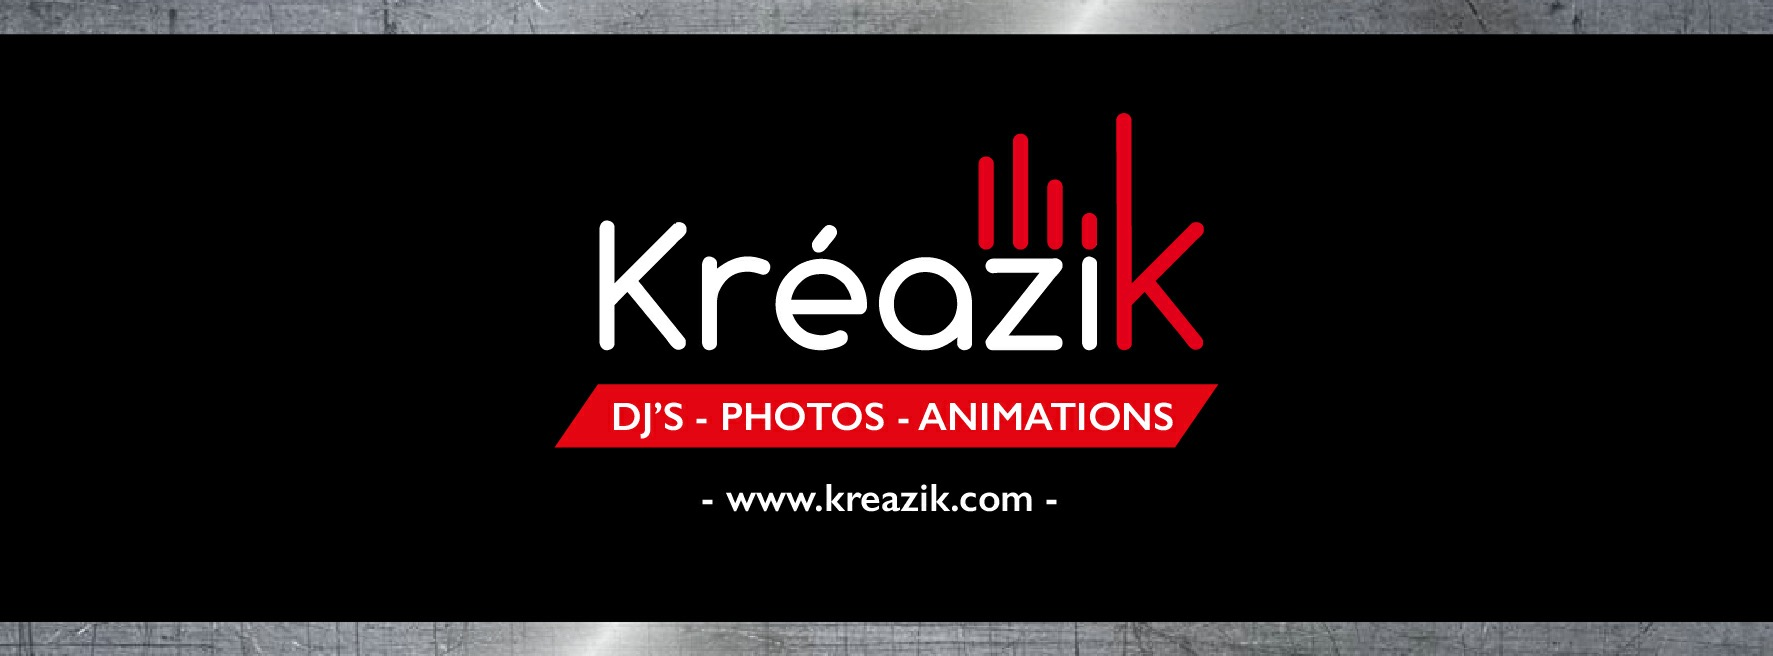 Kréazik
DJ’S - PHOTOS - ANIMATIONS
- www.kreazik.com -